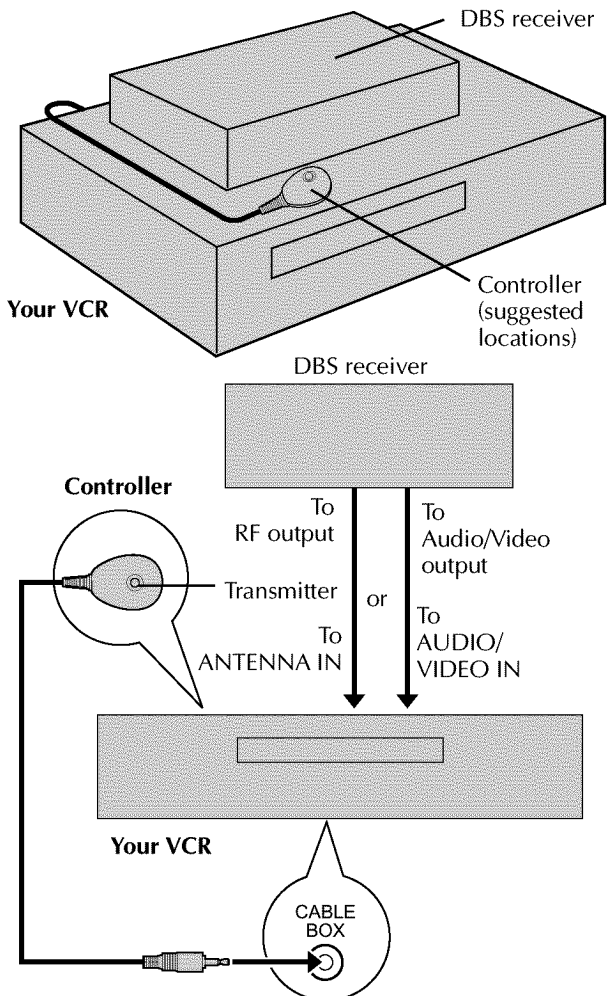 DBS receiver
Controller
(suggested
locations)
Your VCR
DBS receiver
Controller
To
RF output
To
Audio/Video
output
Transmitter
or
To
ANTENNA IN
To
AUDIO/
VIDEO IN
Your VCR
CABLE
BOX